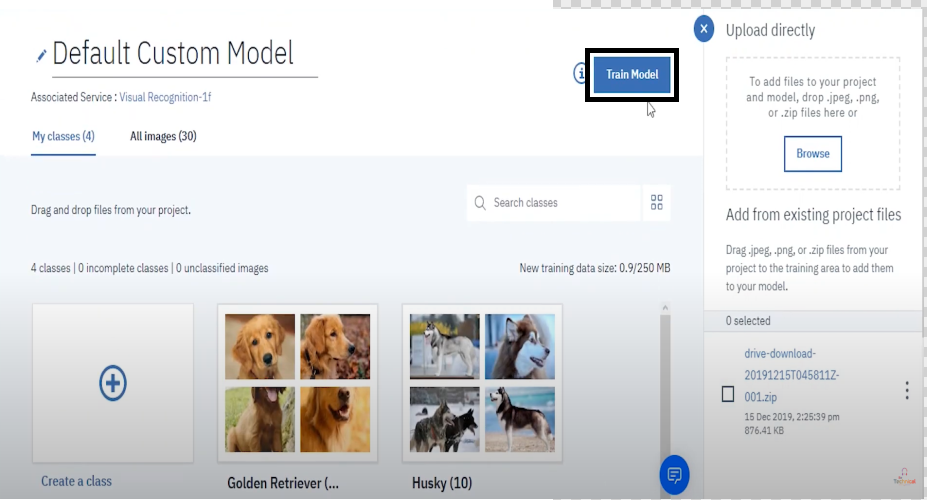 Default Custom Model
Train Model
Associated Service : Visual Recognition-1f
My classes (4)
All images (30)
Drag and drop files from your project.
Search classes
4 classes | 0 incomplete classes | 0 unclassified images
New training data size: 0.9/250 MB
Create a class
Golden Retriever (...
Husky (10)
Upload directly
To add files to your project
and model, drop .jpeg, .png,
or .zip files here or
Browse
Add from existing project files
Drag .jpeg, .png, or .zip files from your
project to the training area to add them
to your model.
0 selected
drive-download-
20191215T045811Z-
001.zip
15 Dec 2019, 2:25:39 pm
876.41 KB